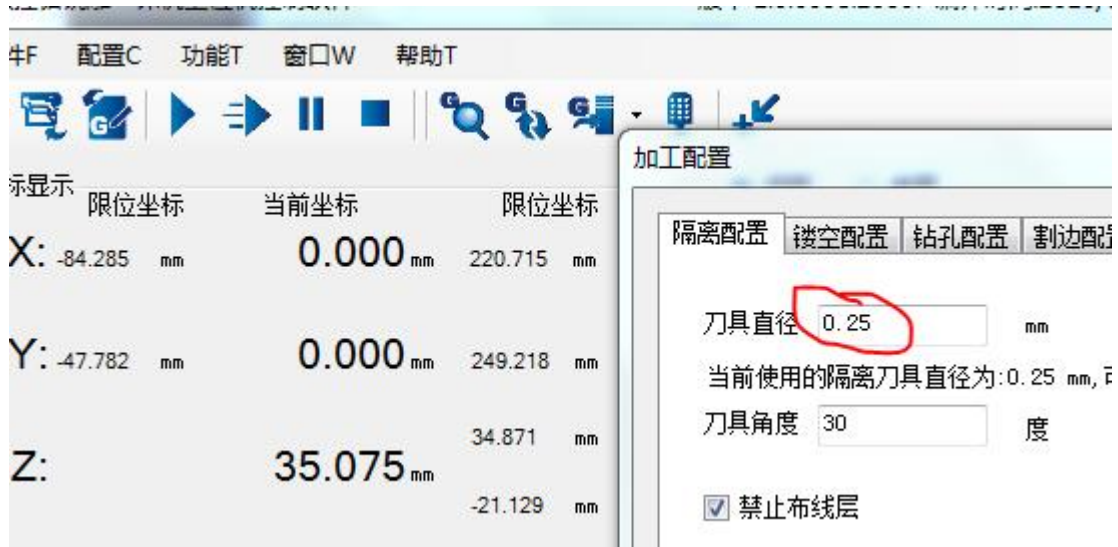 件F 配置C 功能T 窗口W 帮助T
加工配置
标显示
限位坐标 当前坐标 限位坐标
X: -84.285 mm 0.000 mm 220.715 mm
Y: -47.782 mm 0.000 mm 249.218 mm
Z: 35.075 mm 34.871 mm
-21.129 mm
隔离配置 镂空配置 钻孔配置 割边配置
刀具直径 0.25 mm
当前使用的隔离刀具直径为:0.25 mm,可
刀具角度 30 度
禁止布线层